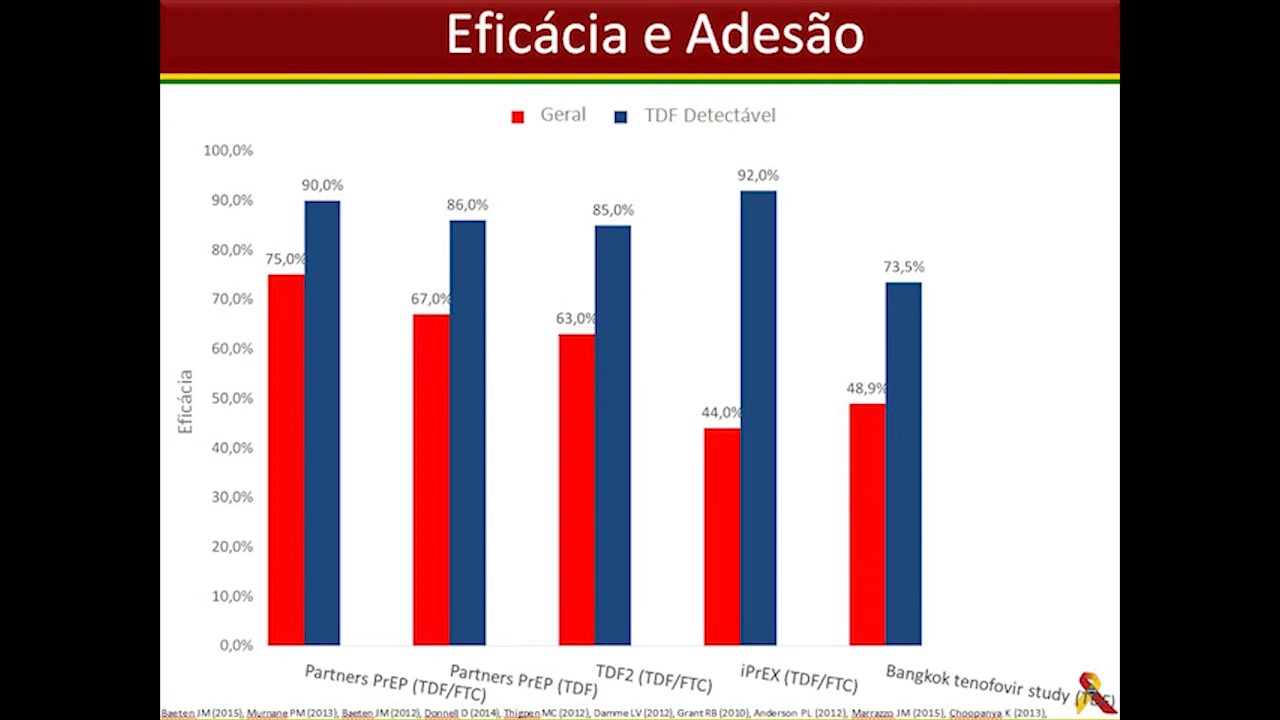 Eficácia e Adesão
Geral TDF Detectável
100,0%
90,0%
80,0%
70,0%
60,0%
50,0%
40,0%
30,0%
20,0%
10,0%
0,0%
Eficácia
75,0% 90,0%
67,0% 86,0%
63,0% 85,0%
44,0% 92,0%
48,9% 73,5%
Partners PrEP (TDF/FTC)
Partners PrEP (TDF)
TDF2 (TDF/FTC)
iPrEX (TDF/FTC)
Bangkok tenofovir study (TDF)
Baeten JM (2015), Murnane PM (2013), Baeten JM (2012), Donnell D (2014), Thigpen MC (2012), Damme LV (2012), Grant RB (2010), Anderson PL (2012), Marrazzo JM (2015), Choopanya K (2013),